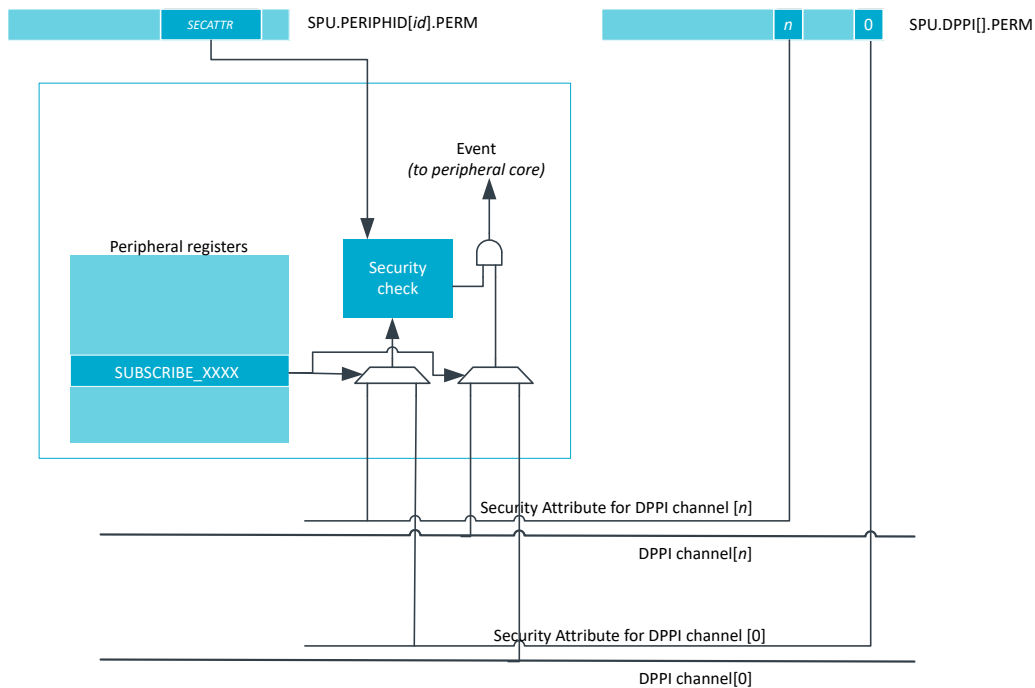 SECATTR
SPU.PERIPHID[id].PERM
n
0
SPU.DPPI[].PERM
Event
(to peripheral core)
Peripheral registers
Security
check
SUBSCRIBE_XXXX
Security Attribute for DPPI channel [n]
DPPI channel[n]
Security Attribute for DPPI channel [0]
DPPI channel[0]